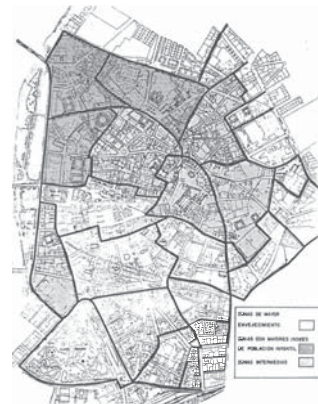 ZONAS DE MAYOR
ENVEJECIMIENTO
ZONAS CON MAYORES INDICES
DE POBLACION INFANTIL
ZONAS INTERMEDIAS